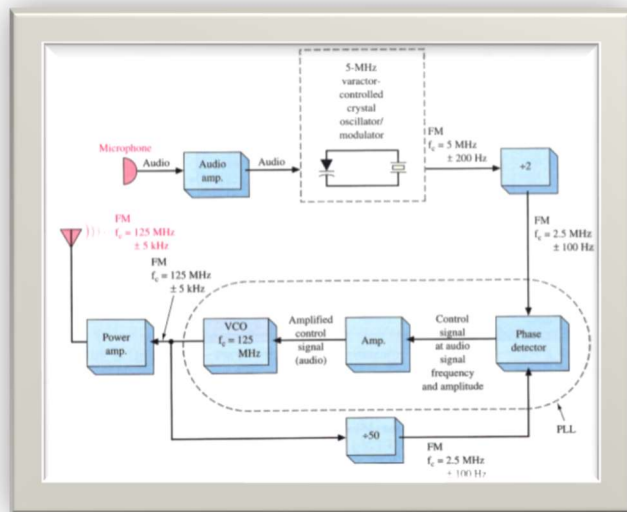 5-MHz
varactor-
controlled
crystal
oscillator/
modulator
Microphone
Audio
Audio
amp.
Audio
FM
fc = 5 MHz
± 200 Hz
÷2
FM
fc = 2.5 MHz
± 100 Hz
FM
fc = 125 MHz
± 5 kHz
FM
fc = 125 MHz
± 5 kHz
Power
amp.
VCO
fc = 125
MHz
Amplified
control
signal
(audio)
Amp.
Control
signal
at audio
signal
frequency
and amplitude
Phase
detector
PLL
÷50
FM
fc = 2.5 MHz
± 100 Hz